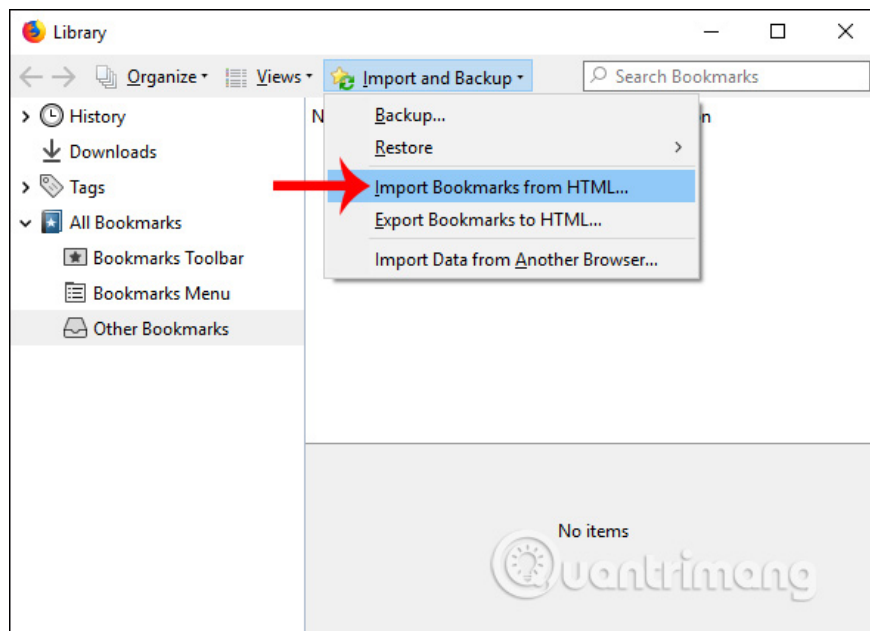 Library
Organize Views Import and Backup Search Bookmarks
History
Downloads
Tags
All Bookmarks
Bookmarks Toolbar
Bookmarks Menu
Other Bookmarks
N
n
Backup...
Restore
Import Bookmarks from HTML...
Export Bookmarks to HTML...
Import Data from Another Browser...
No items
Quantrimang